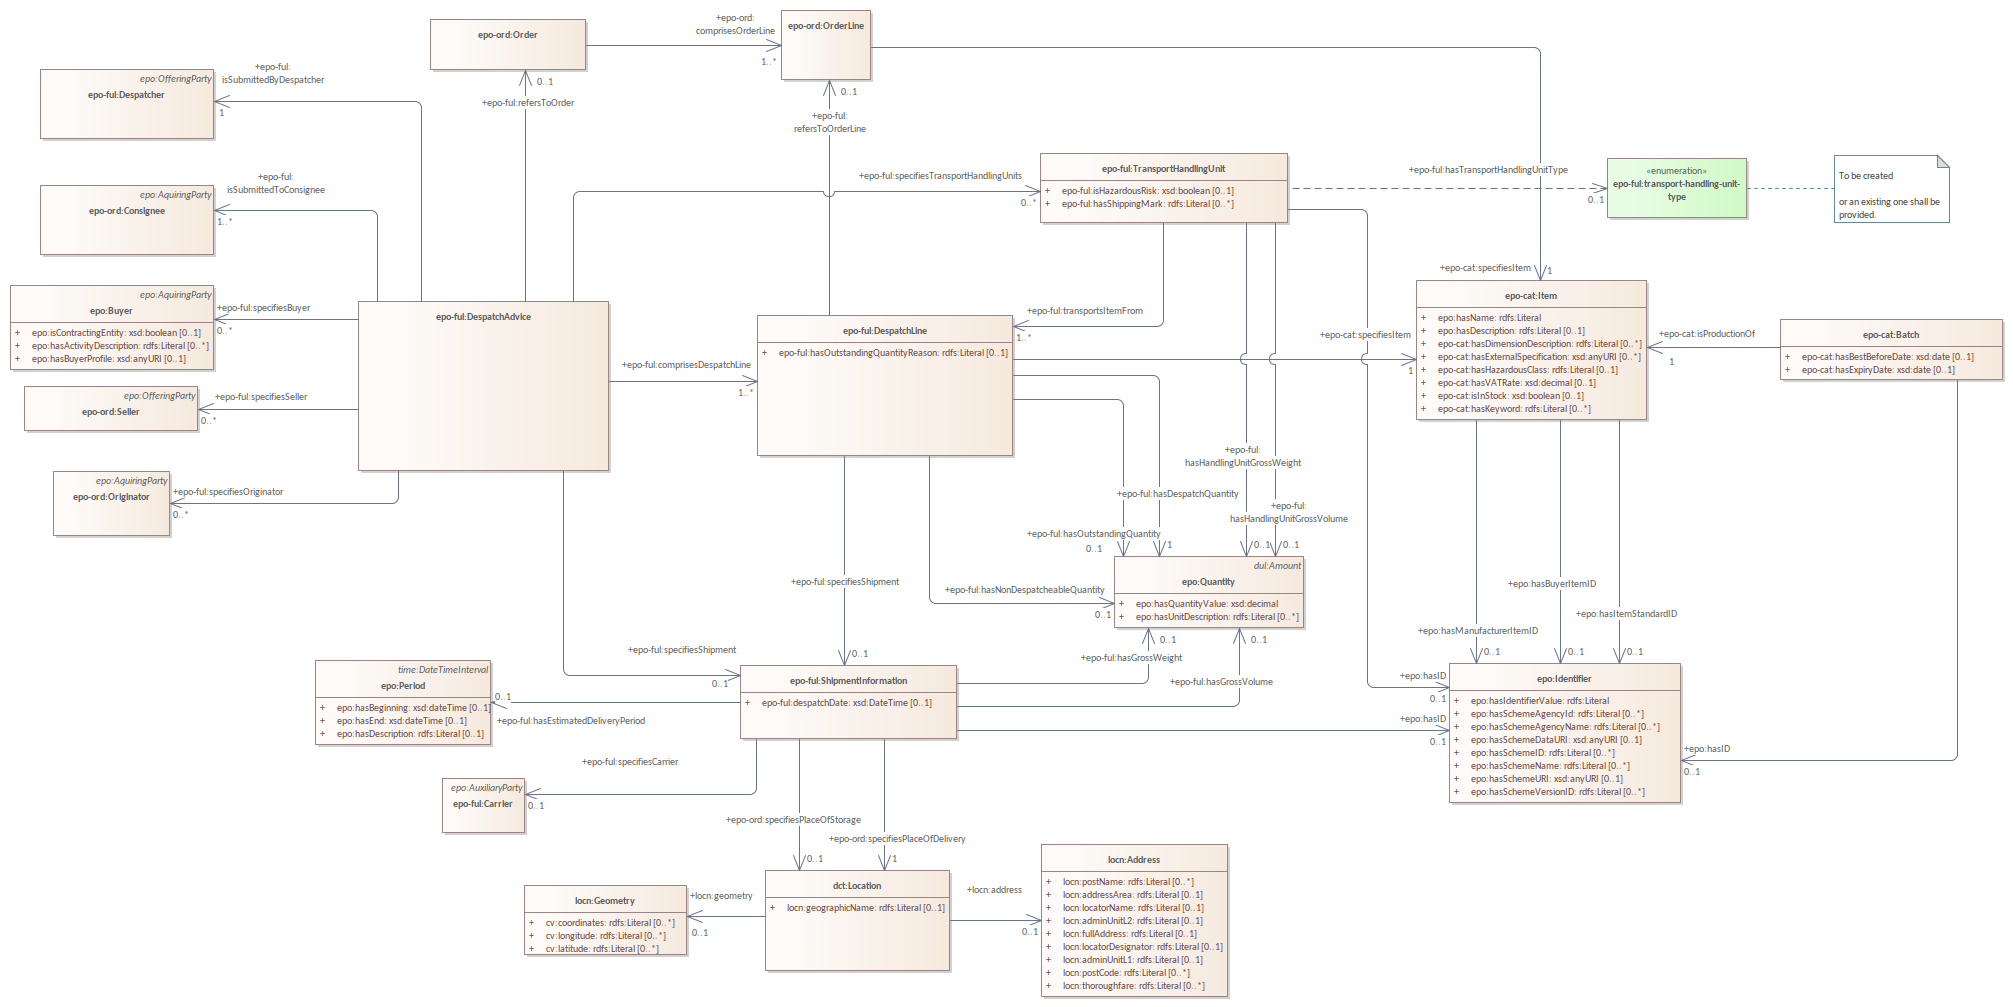 epo-ord:Order
+epo-ord:
comprisesOrderLine
1..*
epo-ord:OrderLine
epo:OfferingParty
epo-ful:Despatcher
+epo-ful:
isSubmittedByDespatcher
1
0..1
+epo-ful:refersToOrder
0..1
+epo-ful:
refersToOrderLine
epo:AquiringParty
epo-ord:Consignee
+epo-ful:
isSubmittedToConsignee
1..*
+epo-ful:specifiesTransportHandlingUnits
0..*
epo-ful:TransportHandlingUnit
+ epo-ful:isHazardousRisk: xsd:boolean [0..1]
+ epo-ful:hasShippingMark: rdfs:Literal [0..*]
+epo-ful:hasTransportHandlingUnitType
0..1
«enumeration»
epo-ful:transport-handling-unit-
type
To be created
or an existing one shall be
provided.
epo:AquiringParty
epo:Buyer
+ epo:isContractingEntity: xsd:boolean [0..1]
+ epo:hasActivityDescription: rdfs:Literal [0..*]
+ epo:hasBuyerProfile: xsd:anyURI [0..1]
+epo-ful:specifiesBuyer
0..*
epo-ful:DespatchAdvice
+epo-ful:comprisesDespatchLine
1..*
epo-ful:DespatchLine
+ epo-ful:hasOutstandingQuantityReason: rdfs:Literal [0..1]
+epo-ful:transportsItemFrom
1..*
+epo-cat:specifiesItem
1
+epo-cat:specifiesItem
1
epo-cat:Item
+ epo:hasName: rdfs:Literal
+ epo:hasDescription: rdfs:Literal [0..1]
+ epo-cat:hasDimensionDescription: rdfs:Literal [0..*]
+ epo-cat:hasExternalSpecification: xsd:anyURI [0..*]
+ epo-cat:hasHazardousClass: rdfs:Literal [0..1]
+ epo-cat:hasVATRate: xsd:decimal [0..1]
+ epo-cat:isInStock: xsd:boolean [0..1]
+ epo-cat:hasKeyword: rdfs:Literal [0..*]
+epo-cat:isProductionOf
1
epo-cat:Batch
+ epo-cat:hasBestBeforeDate: xsd:date [0..1]
+ epo-cat:hasExpiryDate: xsd:date [0..1]
epo:OfferingParty
epo-ord:Seller
+epo-ful:specifiesSeller
0..*
epo:AquiringParty
epo-ord:Originator
+epo-ful:specifiesOriginator
0..*
+epo-ful:
hasHandlingUnitGrossWeight
0..1
+epo-ful:
hasHandlingUnitGrossVolume
0..1
+epo-ful:hasDespatchQuantity
1
+epo-ful:hasOutstandingQuantity
0..1
+epo-ful:hasNonDespatcheableQuantity
0..1
dul:Amount
epo:Quantity
+ epo:hasQuantityValue: xsd:decimal
+ epo:hasUnitDescription: rdfs:Literal [0..*]
+epo-ful:specifiesShipment
0..1
+epo-ful:specifiesShipment
0..1
0..1
+epo-ful:hasGrossWeight
0..1
+epo-ful:hasGrossVolume
+epo:hasBuyerItemID
0..1
+epo:hasItemStandardID
0..1
+epo:hasManufacturerItemID
0..1
time:DateTimeInterval
epo:Period
+ epo:hasBeginning: xsd:dateTime [0..1]
+ epo:hasEnd: xsd:dateTime [0..1]
+ epo:hasDescription: rdfs:Literal [0..1]
0..1
+epo-ful:hasEstimatedDeliveryPeriod
epo-ful:ShipmentInformation
+ epo-ful:despatchDate: xsd:DateTime [0..1]
+epo:hasID
0..1
+epo:hasID
0..1
epo:Identifier
+ epo:hasIdentifierValue: rdfs:Literal
+ epo:hasSchemeAgencyId: rdfs:Literal [0..*]
+ epo:hasSchemeAgencyName: rdfs:Literal [0..*]
+ epo:hasSchemeDataURI: xsd:anyURI [0..1]
+ epo:hasSchemeID: rdfs:Literal [0..*]
+ epo:hasSchemeName: rdfs:Literal [0..*]
+ epo:hasSchemeURI: xsd:anyURI [0..1]
+ epo:hasSchemeVersionID: rdfs:Literal [0..*]
+epo:hasID
0..1
+epo-ful:specifiesCarrier
0..1
epo:AuxiliaryParty
epo-ful:Carrier
+epo-ord:specifiesPlaceOfStorage
0..1
+epo-ord:specifiesPlaceOfDelivery
1
locn:Geometry
+ cv:coordinates: rdfs:Literal [0..*]
+ cv:longitude: rdfs:Literal [0..*]
+ cv:latitude: rdfs:Literal [0..*]
+locn:geometry
0..1
dct:Location
+ locn:geographicName: rdfs:Literal [0..1]
+locn:address
0..1
locn:Address
+ locn:postName: rdfs:Literal [0..*]
+ locn:addressArea: rdfs:Literal [0..1]
+ locn:locatorName: rdfs:Literal [0..1]
+ locn:adminUnitL2: rdfs:Literal [0..1]
+ locn:fullAddress: rdfs:Literal [0..1]
+ locn:locatorDesignator: rdfs:Literal [0..1]
+ locn:adminUnitL1: rdfs:Literal [0..1]
+ locn:postCode: rdfs:Literal [0..*]
+ locn:thoroughfare: rdfs:Literal [0..*]